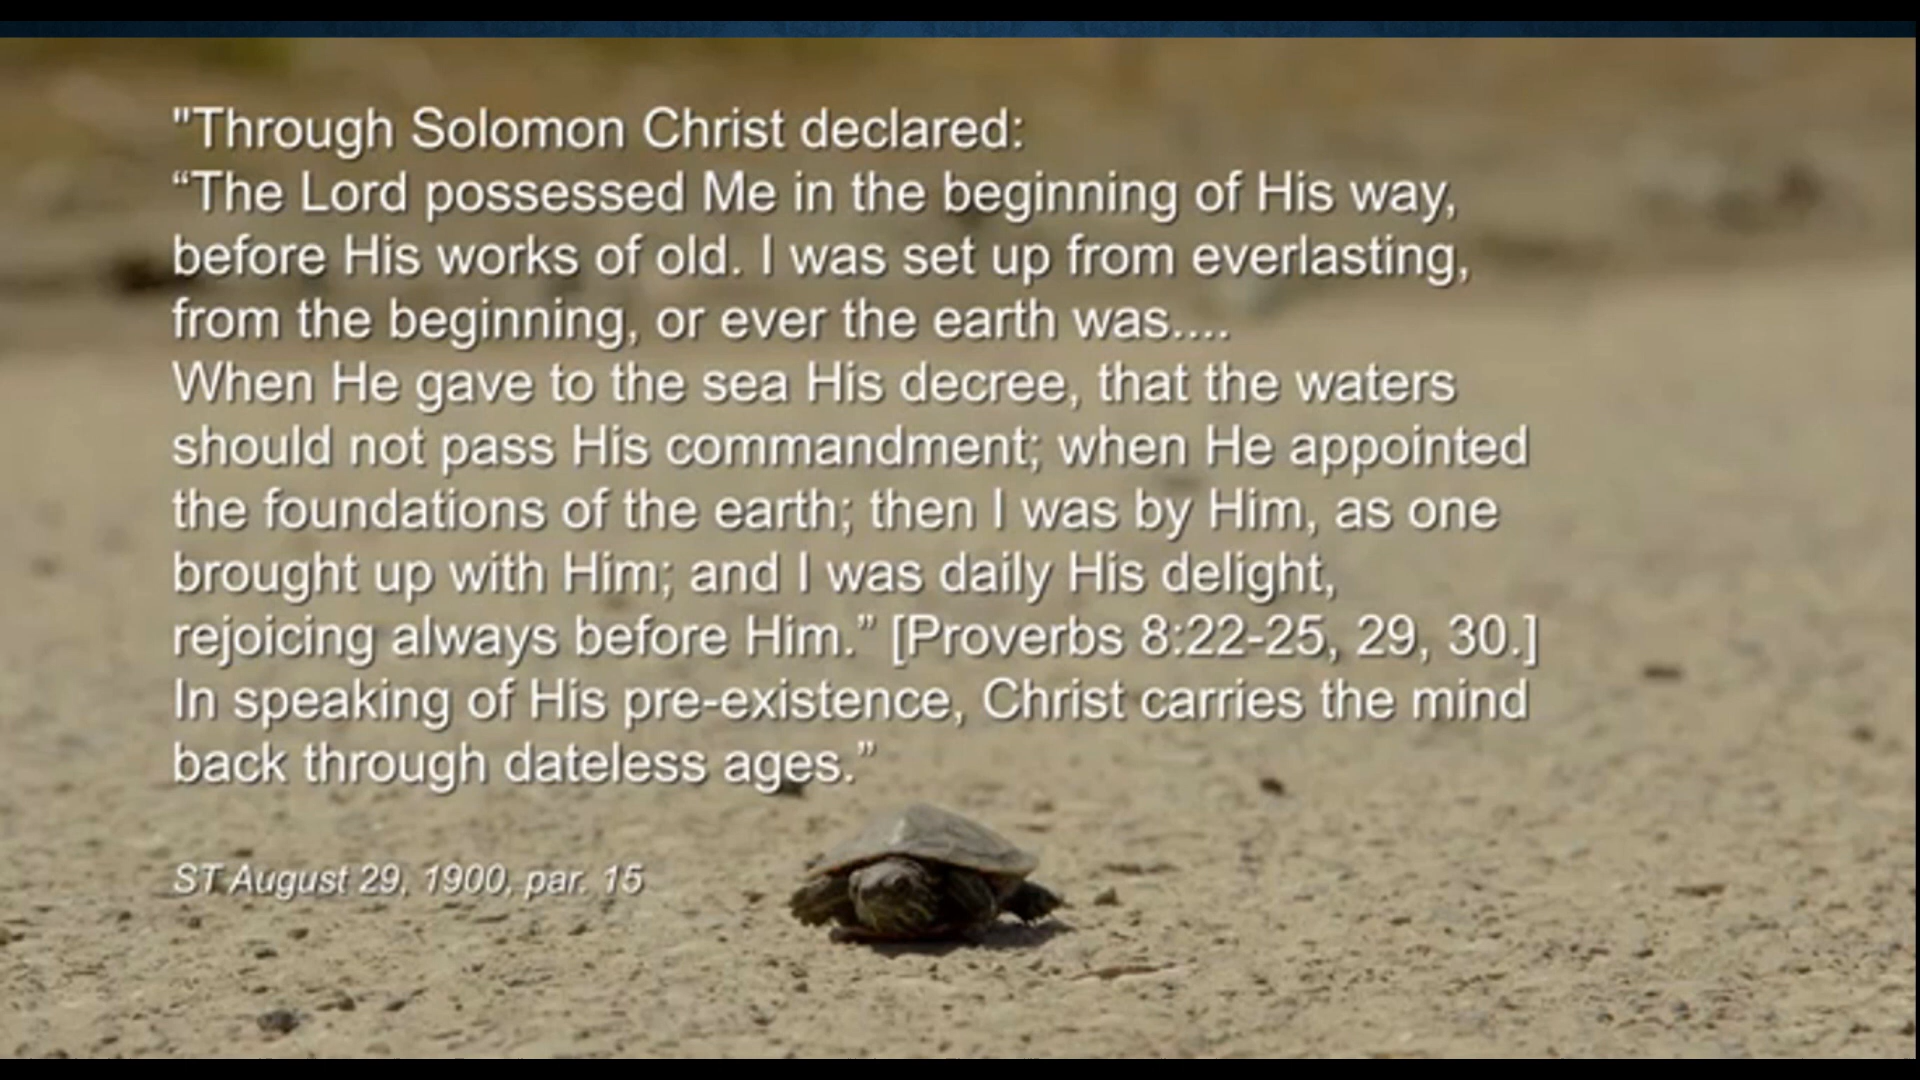 "Through Solomon Christ declared:
“The Lord possessed Me in the beginning of His way,
before His works of old. I was set up from everlasting,
from the beginning, or ever the earth was....
When He gave to the sea His decree, that the waters
should not pass His commandment; when He appointed
the foundations of the earth; then I was by Him, as one
brought up with Him; and I was daily His delight,
rejoicing always before Him.” [Proverbs 8:22-25, 29, 30.]
In speaking of His pre-existence, Christ carries the mind
back through dateless ages.”
ST August 29, 1900, par. 15